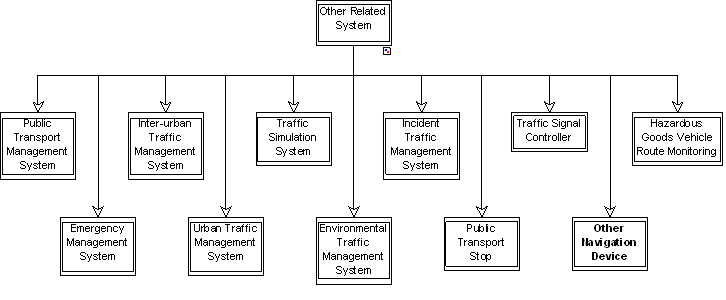 Other Related
System
Public
Transport
Management
System
Inter-urban
Traffic
Management
System
Traffic
Simulation
System
Incident
Traffic
Management
System
Traffic Signal
Controller
Hazardous
Goods Vehicle
Route Monitoring
Emergency
Management
System
Urban Traffic
Management
System
Environmental
Traffic
Management
System
Public
Transport
Stop
Other
Navigation
Device